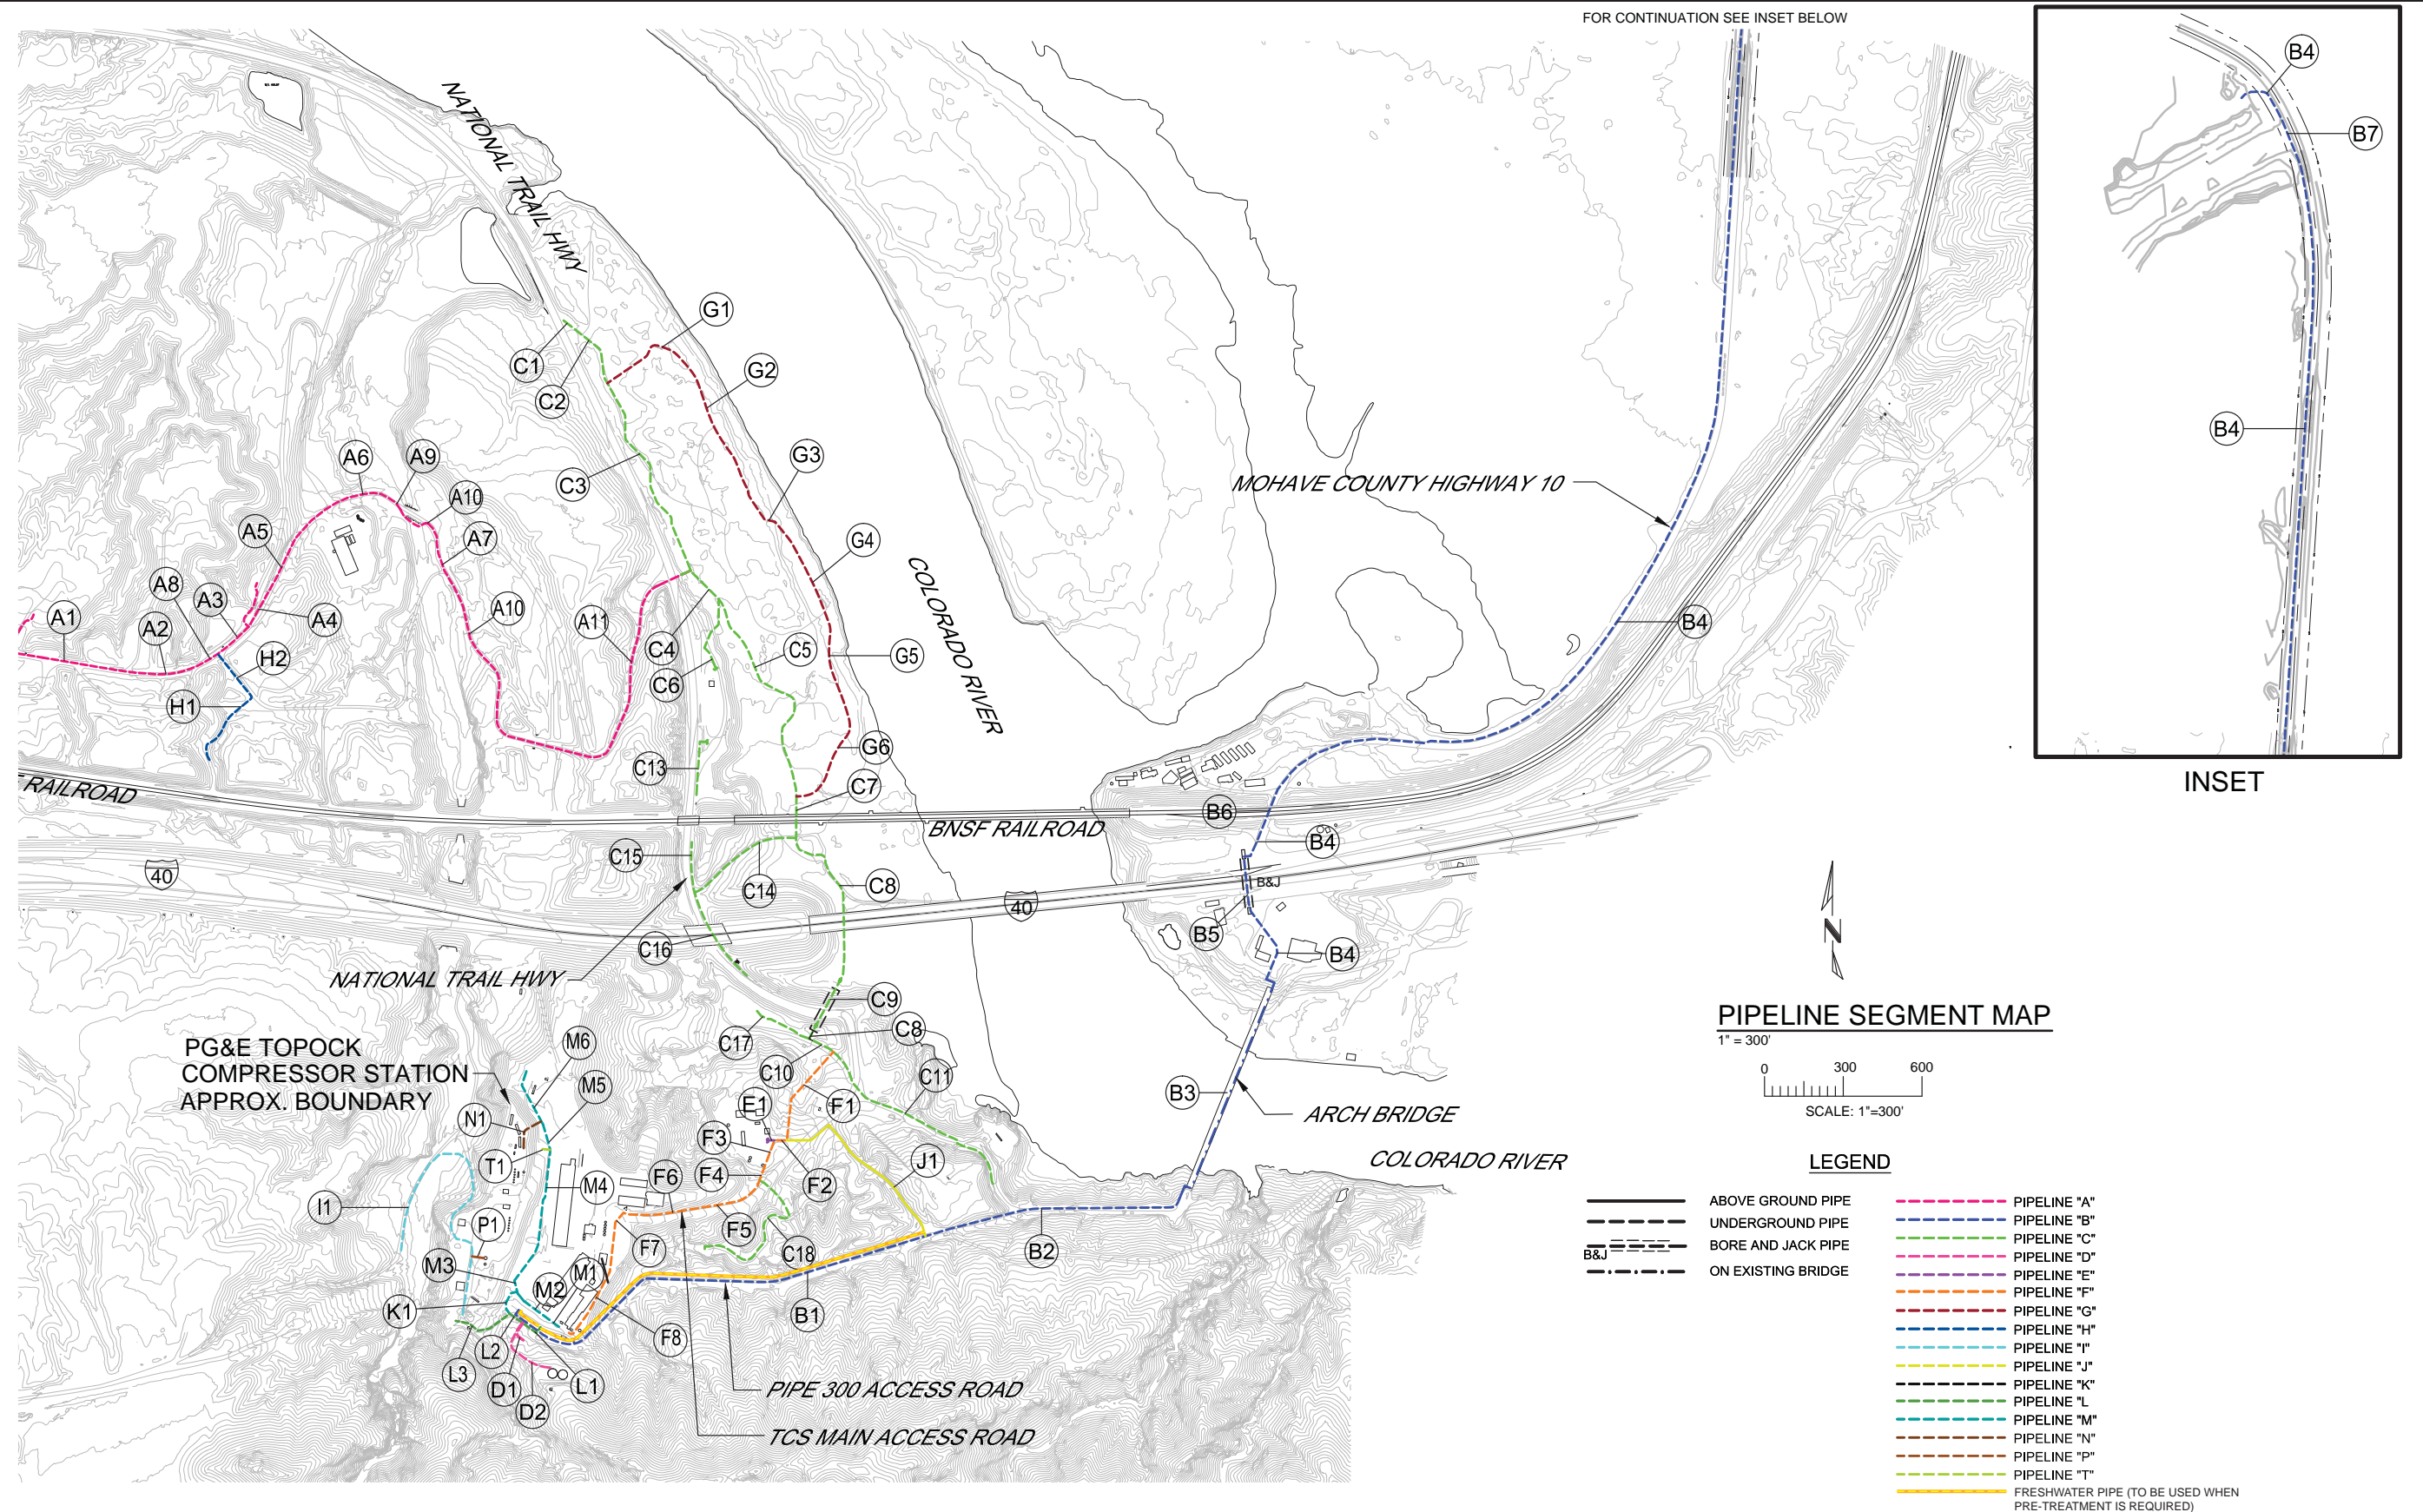 FOR CONTINUATION SEE INSET BELOW
NATIONAL TRAIL HWY
B4
B7
B4
INSET
G1
C1
G2
C2
G3
A6
A9
C3
MOHAVE COUNTY HIGHWAY 10
A10
A5
A7
G4
COLORADO RIVER
A8
A3
A10
A1
A2
A4
A11
B4
C4
C5
G5
H2
C6
H1
G6
C13
C7
RAILROAD
B6
BNSF RAILROAD
B4
C15
40
C14
C8
B&J
40
B5
C16
B4
NATIONAL TRAIL HWY
C9
N
C8
C17
PIPELINE SEGMENT MAP
1" = 300'
PG&E TOPOCK
COMPRESSOR STATION
APPROX. BOUNDARY
M6
C10
C11
M5
0 300 600
SCALE: 1"=300'
B3
ARCH BRIDGE
E1
F1
N1
F3
T1
J1
COLORADO RIVER
F4
F6
F2
M4
I1
P1
F5
F7
C18
B2
M3
M1
M2
K1
B1
F8
L2
L3
D1
L1
D2
PIPE 300 ACCESS ROAD
TCS MAIN ACCESS ROAD
LEGEND
ABOVE GROUND PIPE
UNDERGROUND PIPE
BORE AND JACK PIPE
B&J
ON EXISTING BRIDGE
PIPELINE "A"
PIPELINE "B"
PIPELINE "C"
PIPELINE "D"
PIPELINE "E"
PIPELINE "F"
PIPELINE "G"
PIPELINE "H"
PIPELINE "I"
PIPELINE "J"
PIPELINE "K"
PIPELINE "L
PIPELINE "M"
PIPELINE "N"
PIPELINE "P"
PIPELINE "T"
FRESHWATER PIPE (TO BE USED WHEN
PRE-TREATMENT IS REQUIRED)